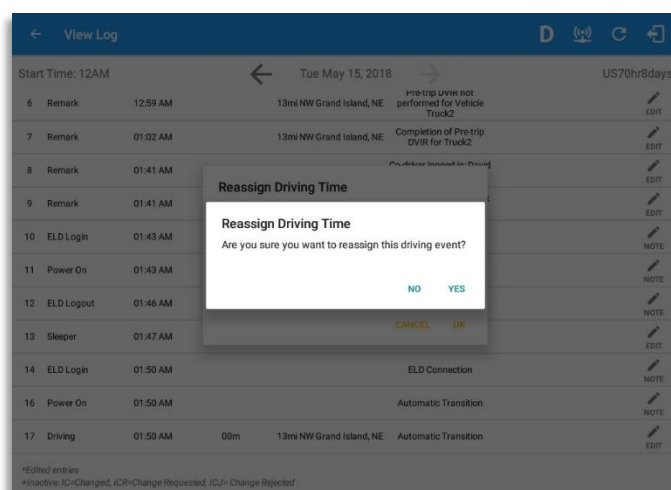 View Log
D
Start Time: 12AM
Tue May 15, 2018
US70hr8days
6 Remark 12:59 AM 13mi NW Grand Island, NE Pre-trip DVIR not
performed for Vehicle
Truck2
EDIT
7 Remark 01:02 AM 13mi NW Grand Island, NE Completion of Pre-trip
DVIR for Truck2
EDIT
8 Remark 01:41 AM Co-driver logged in: David
EDIT
9 Remark 01:41 AM
EDIT
Reassign Driving Time
Reassign Driving Time
Are you sure you want to reassign this driving event?
NO YES
CANCEL OK
10 ELD Login 01:43 AM
NOTE
11 Power On 01:43 AM
NOTE
12 ELD Logout 01:46 AM
NOTE
13 Sleeper 01:47 AM
EDIT
14 ELD Login 01:50 AM ELD Connection
NOTE
16 Power On 01:50 AM Automatic Transition
NOTE
17 Driving 01:50 AM 00m 13mi NW Grand Island, NE Automatic Transition
EDIT
*Edited entries
+Inactive: IC=Changed, ICR=Change Requested, ICJ= Change Rejected